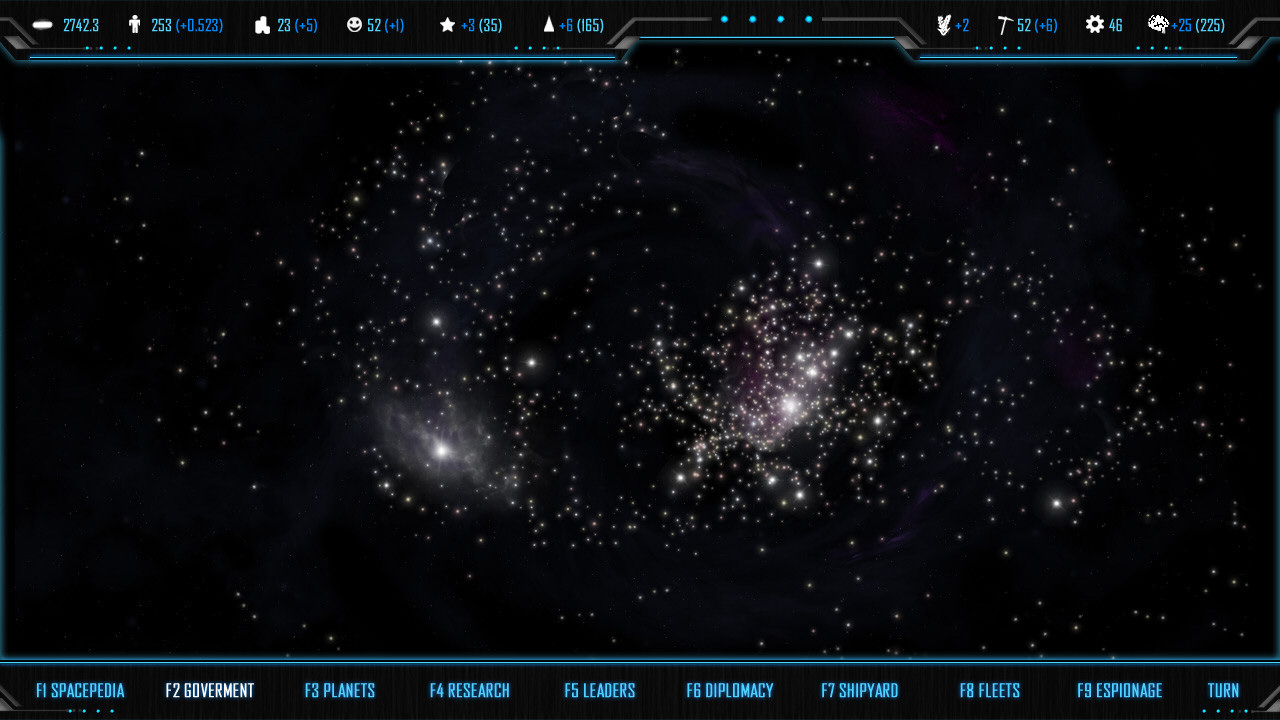 2742.3 253 (+0.523) 23 (+5) 52 (+1) +3 (35) +6 (165) +2 52 (+6) 46 +25 (225)
F1 SPACEPEDIA F2 GOVERMENT F3 PLANETS F4 RESEARCH F5 LEADERS F6 DIPLOMACY F7 SHIPYARD F8 FLEETS F9 ESPIONAGE TURN